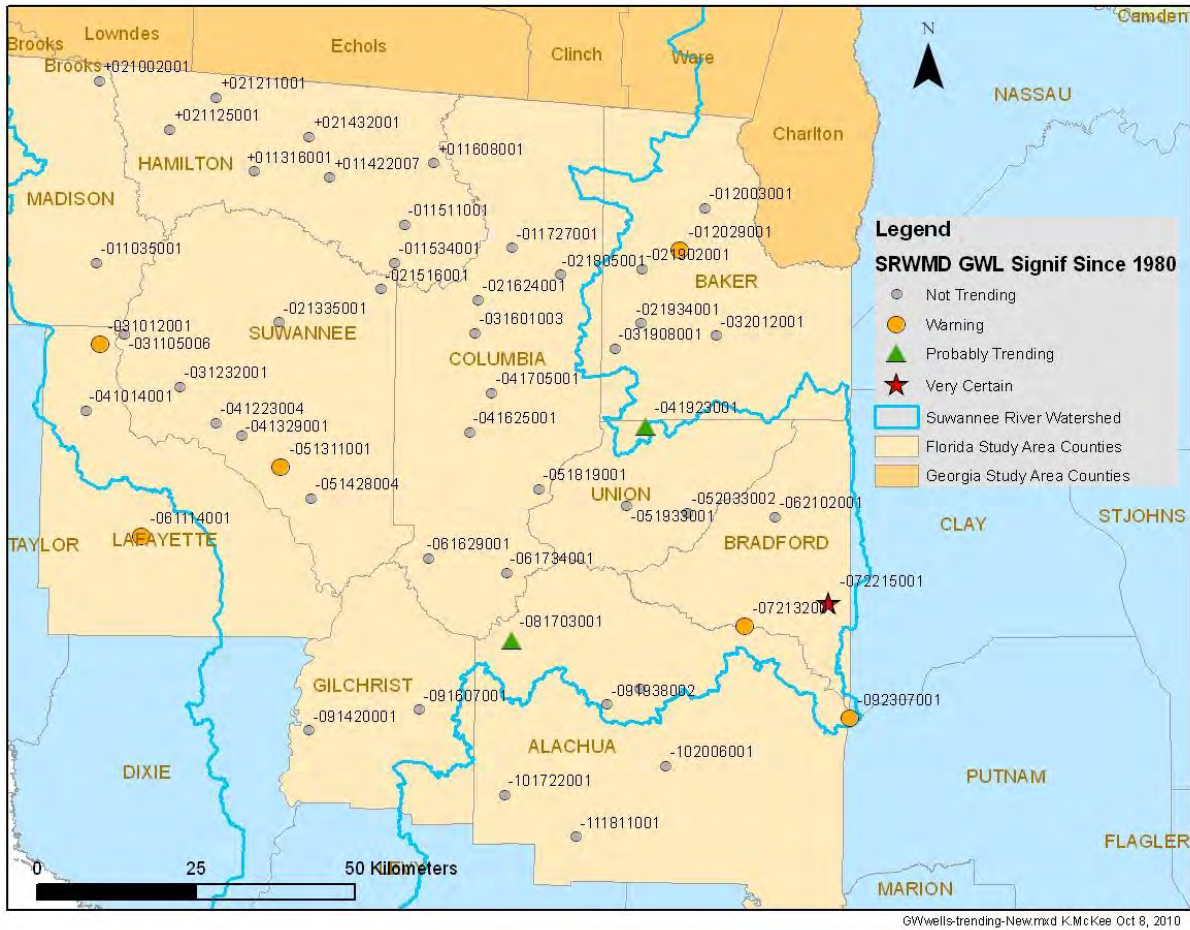 Camden
Lowndes
Brooks
Echols
Clinch
Ware
N
Brooks
+021002001
NASSAU
+021211001
+021125001
+021432001
Charlton
HAMILTON
+011316001
+011422007
+011608001
MADISON
-012003001
-011511001
-011727001
-012029001
-011035001
-011534001
-021805001
-021902001
-021516001
BAKER
-021624001
-021335001
SUWANNEE
-031601003
-021934001
-032012001
-031908001
-031012001
-031105006
COLUMBIA
-031232001
-041705001
-041014001
-041223004
-041329001
-041625001
-041923001
-051311001
-051428004
-051819001
UNION
-052033002
-062102001
-051933001
-061114001
TAYLOR
LAFAYETTE
BRADFORD
CLAY
STJOHNS
-061629001
-061734001
-072215001
-081703001
GILCHRIST
-091607001
-091938002
-092307001
-091420001
ALACHUA
-102006001
DIXIE
-101722001
PUTNAM
-111811001
FLAGLER
MARION
Legend
SRWMD GWL Signif Since 1980
Not Trending
Warning
Probably Trending
Very Certain
Suwannee River Watershed
Florida Study Area Counties
Georgia Study Area Counties
0 25 50 Kilometers
GWwells-trending-New.mxd K.McKee Oct 8, 2010